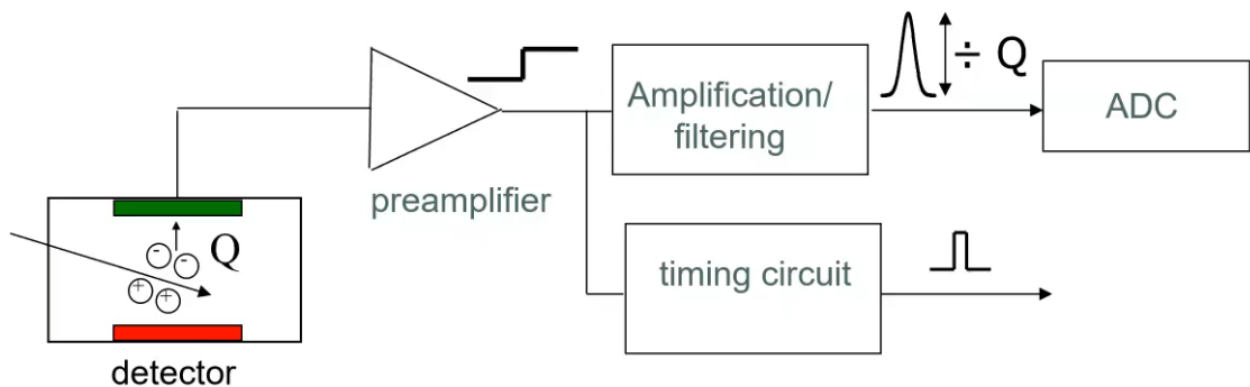 ÷ Q
Amplification/
filtering
ADC
preamplifier
Q
-
-
+
+
timing circuit
detector